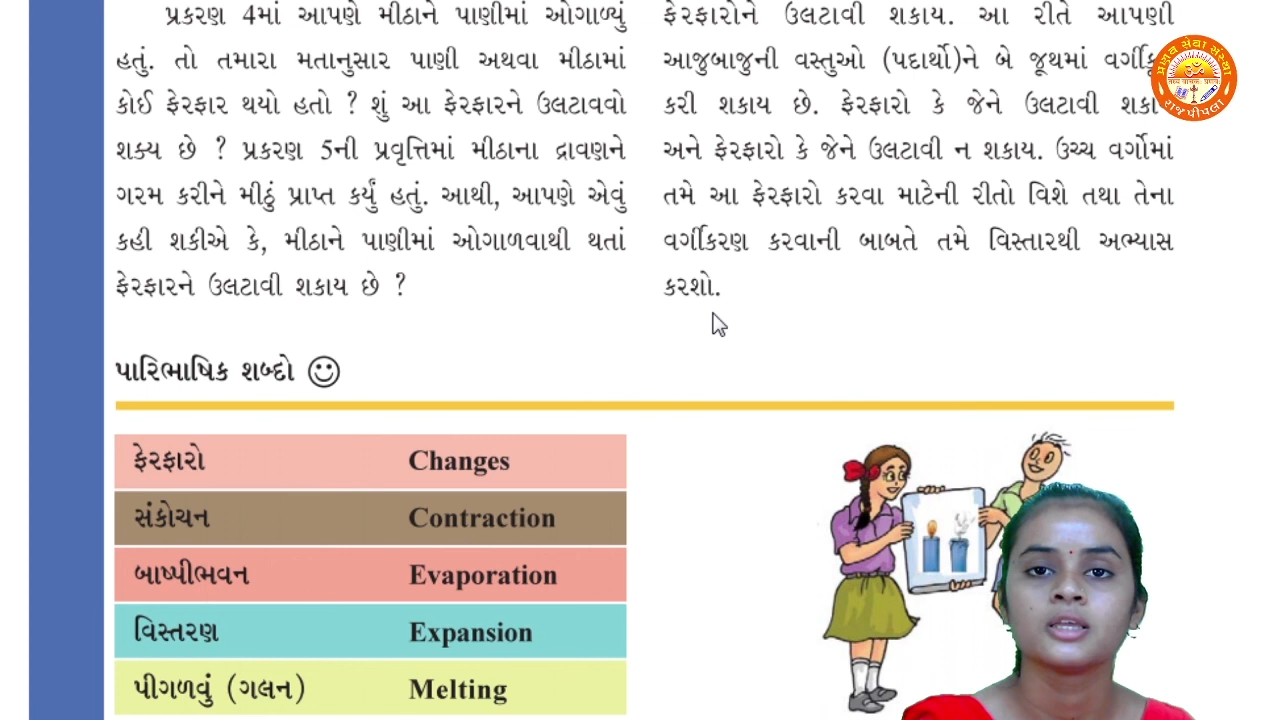 પ્રકરણ 4માં આપણે મીઠાને પાણીમાં ઓગાળ્યું
હતું. તો તમારા મતાનુસાર પાણી અથવા મીઠામાં
કોઈ ફેરફાર થયો હતો ? શું આ ફેરફારને ઉલટાવવો
શક્ય છે ? પ્રકરણ 5ની પ્રવૃત્તિમાં મીઠાના દ્રાવણને
ગરમ કરીને મીઠું પ્રાપ્ત કર્યું હતું. આથી, આપણે એવું
કહી શકીએ કે, મીઠાને પાણીમાં ઓગાળવાથી થતાં
ફેરફારને ઉલટાવી શકાય છે ?
ફેરફારોને ઉલટાવી શકાય. આ રીતે આપણી
આજુબાજુની વસ્તુઓ (પદાર્થો)ને બે જૂથમાં
કરી શકાય છે. ફેરફારો કે જેને ઉલટાવી
અને ફેરફારો કે જેને ઉલટાવી ન શકાય. ઉચ્ચ વર્ગોમાં
તમે આ ફેરફારો કરવા માટેની રીતો વિશે તથા તેના
વર્ગીકરણ કરવાની બાબતે તમે વિસ્તારથી અભ્યાસ
કરશો.
પ્રણવ સેવા સંસ્થા
રાજપીપલા
પારિભાષિક શબ્દો
ફેરફારો Changes
સંકોચન Contraction
બાષ્પીભવન Evaporation
વિસ્તરણ Expansion
પીગળવું (ગલન) Melting